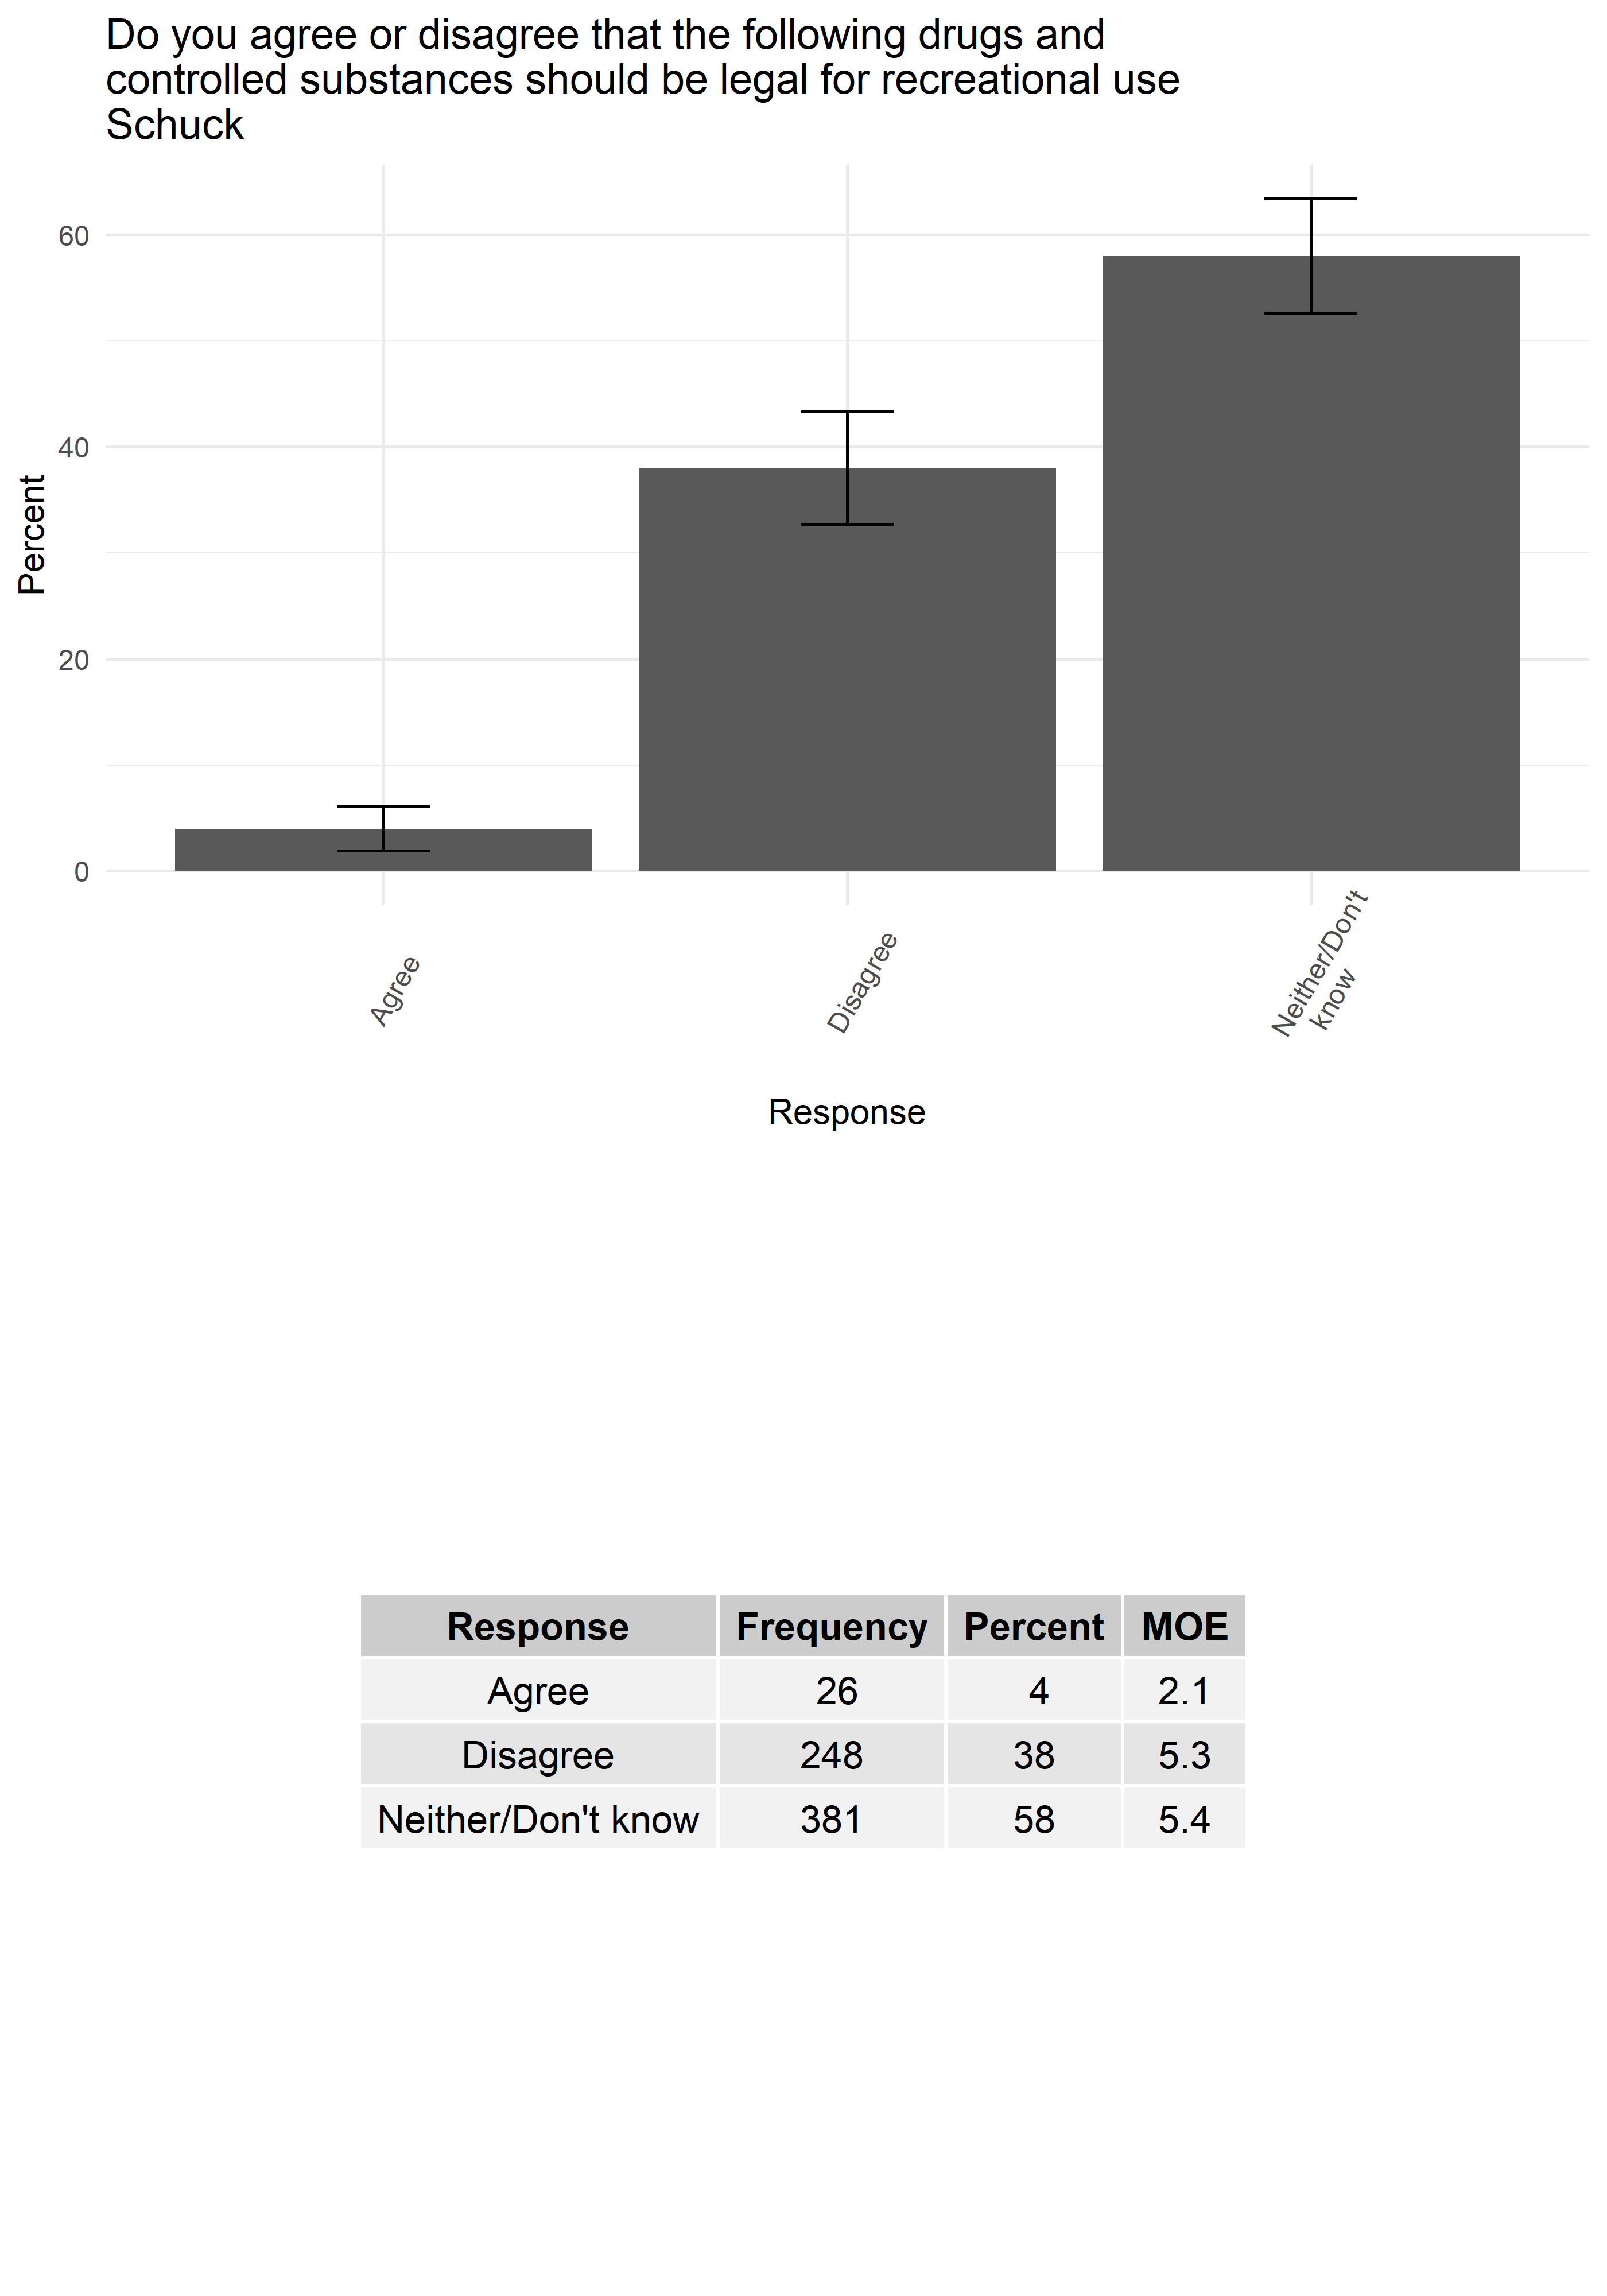 Do you agree or disagree that the following drugs and
controlled substances should be legal for recreational use
Schuck
Percent
60
40
20
0
Agree
Disagree
Neither/Don't
know
Response
Response Frequency Percent MOE
Agree 26 4 2.1
Disagree 248 38 5.3
Neither/Don't know 381 58 5.4